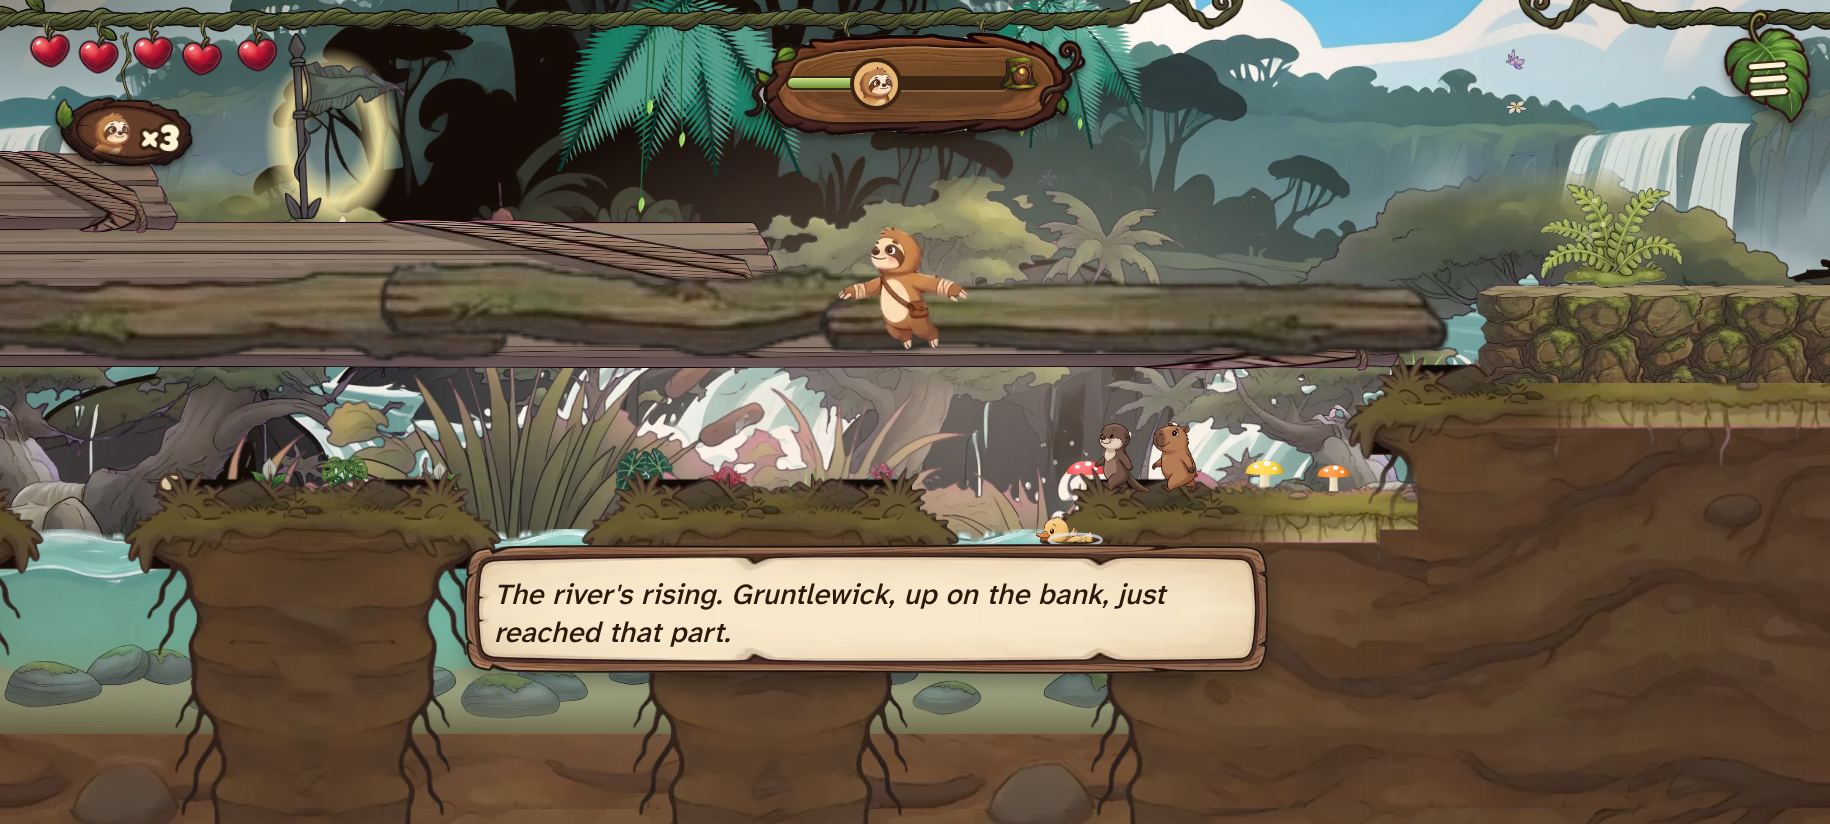 ×3
The river's rising. Gruntlewick, up on the bank, just
reached that part.